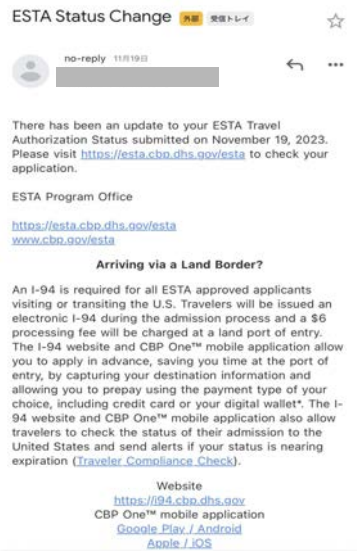 ESTA Status Change 外部 受信トレイ
no-reply 11月19日
There has been an update to your ESTA Travel
Authorization Status submitted on November 19, 2023.
Please visit https://esta.cbp.dhs.gov/esta to check your
application.
ESTA Program Office
https://esta.cbp.dhs.gov/esta
www.cbp.gov/esta
Arriving via a Land Border?
An I-94 is required for all ESTA approved applicants
visiting or transiting the U.S. Travelers will be issued an
electronic I-94 during the admission process and a $6
processing fee will be charged at a land port of entry.
The I-94 website and CBP One™ mobile application allow
you to apply in advance, saving you time at the port of
entry, by capturing your destination information and
allowing you to prepay using the payment type of your
choice, including credit card or your digital wallet*. The I-
94 website and CBP One™ mobile application also allow
travelers to check the status of their admission to the
United States and send alerts if your status is nearing
expiration (Traveler Compliance Check).
Website
https://i94.cbp.dhs.gov
CBP One™ mobile application
Google Play / Android
Apple / iOS